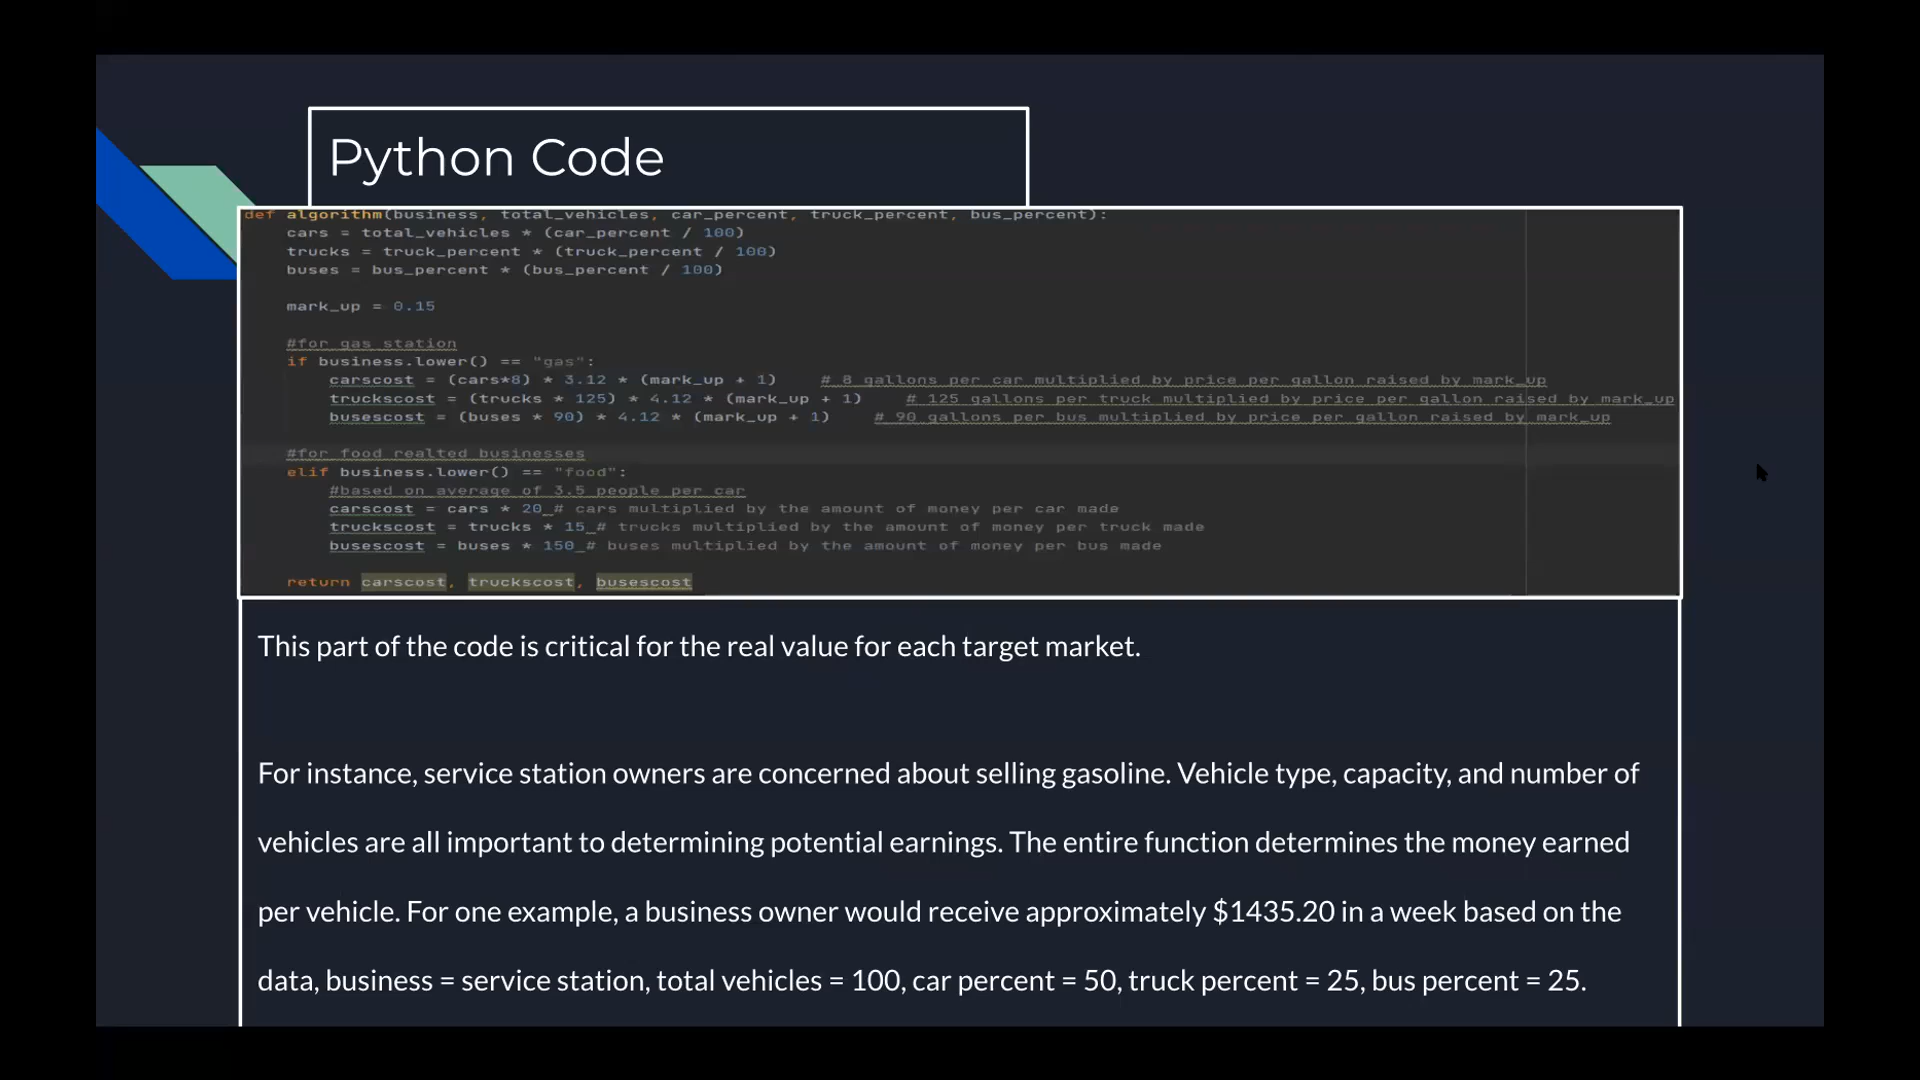 Python Code
def algorithm(business, total_vehicles, car_percent, truck_percent, bus_percent):
cars = total_vehicles * (car_percent / 100)
trucks = truck_percent * (truck_percent / 100)
buses = bus_percent * (bus_percent / 100)
mark_up = 0.15
#for gas station
if business.lower() == "gas":
carscost = (cars*8) * 3.12 * (mark_up + 1) # 8 gallons per car multiplied by price per gallon raised by mark_up
truckscost = (trucks * 125) * 4.12 * (mark_up + 1) # 125 gallons per truck multiplied by price per gallon raised by mark_up
busescost = (buses * 90) * 4.12 * (mark_up + 1) # 90 gallons per bus multiplied by price per gallon raised by mark_up
#for food realted businesses
elif business.lower() == "food":
#based on average of 3.5 people per car
carscost = cars * 20 # cars multiplied by the amount of money per car made
truckscost = trucks * 15 # trucks multiplied by the amount of money per truck made
busescost = buses * 150 # buses multiplied by the amount of money per bus made
return carscost, truckscost, busescost
This part of the code is critical for the real value for each target market.
For instance, service station owners are concerned about selling gasoline. Vehicle type, capacity, and number of
vehicles are all important to determining potential earnings. The entire function determines the money earned
per vehicle. For one example, a business owner would receive approximately $1435.20 in a week based on the
data, business = service station, total vehicles = 100, car percent = 50, truck percent = 25, bus percent = 25.